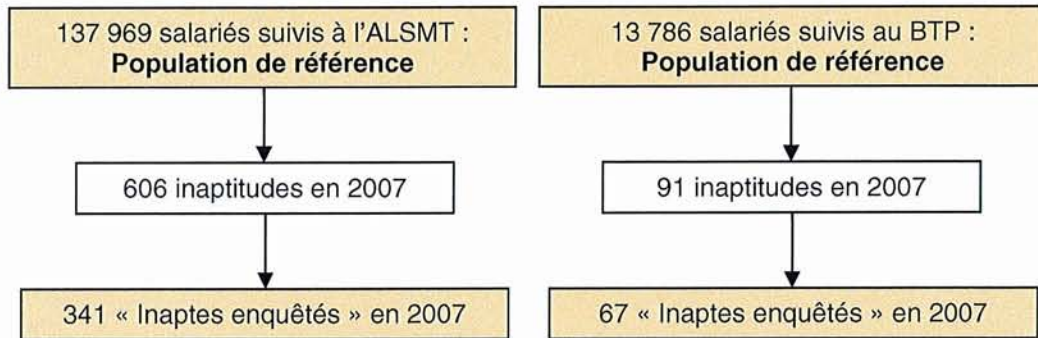 137 969 salariés suivis à l'ALSMT :
Population de référence
606 inaptitudes en 2007
341 « Inaptes enquêtés » en 2007
13 786 salariés suivis au BTP :
Population de référence
91 inaptitudes en 2007
67 « Inaptes enquêtés » en 2007